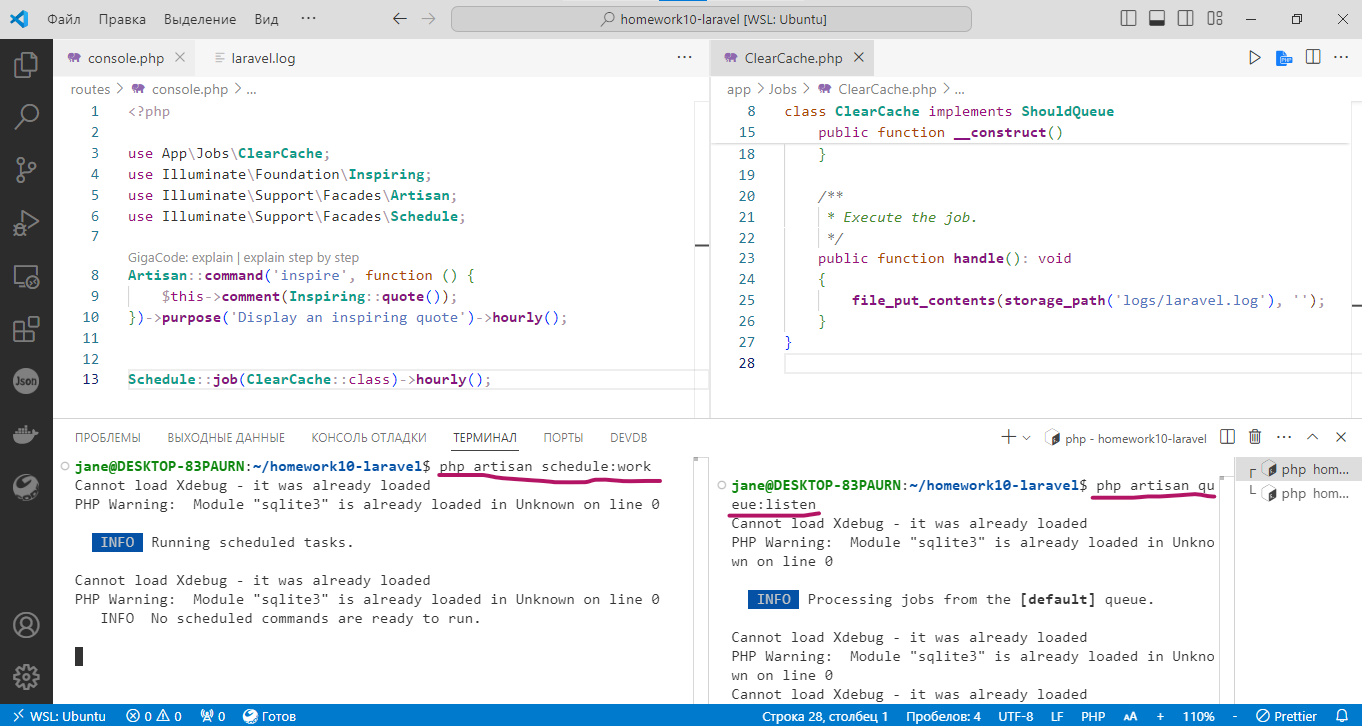 Файл Правка Выделение Вид ··· homework10-laravel [WSL: Ubuntu]
console.php laravel.log ···
routes > console.php > ...
1 <?php
2
3 use App\Jobs\ClearCache;
4 use Illuminate\Foundation\Inspiring;
5 use Illuminate\Support\Facades\Artisan;
6 use Illuminate\Support\Facades\Schedule;
7
GigaCode: explain | explain step by step
8 Artisan::command('inspire', function () {
9 $this->comment(Inspiring::quote());
10 })->purpose('Display an inspiring quote')->hourly();
11
12
13 Schedule::job(ClearCache::class)->hourly();
ClearCache.php ···
app > Jobs > ClearCache.php > ...
8 class ClearCache implements ShouldQueue
15 public function __construct()
18 }
19
20 /**
21 * Execute the job.
22 */
23 public function handle(): void
24 {
25 file_put_contents(storage_path('logs/laravel.log'), '');
26 }
27 }
28
Json
ПРОБЛЕМЫ ВЫХОДНЫЕ ДАННЫЕ КОНСОЛЬ ОТЛАДКИ ТЕРМИНАЛ ПОРТЫ DEVDB php - homework10-laravel ···
jane@DESKTOP-83PAURN:~/homework10-laravel$ php artisan schedule:work
Cannot load Xdebug - it was already loaded
PHP Warning:  Module "sqlite3" is already loaded in Unknown on line 0
INFO Running scheduled tasks.
Cannot load Xdebug - it was already loaded
PHP Warning:  Module "sqlite3" is already loaded in Unknown on line 0
INFO  No scheduled commands are ready to run.
jane@DESKTOP-83PAURN:~/homework10-laravel$ php artisan qu
eue:listen
Cannot load Xdebug - it was already loaded
PHP Warning:  Module "sqlite3" is already loaded in Unkno
wn on line 0
INFO Processing jobs from the [default] queue.
Cannot load Xdebug - it was already loaded
PHP Warning:  Module "sqlite3" is already loaded in Unkno
wn on line 0
Cannot load Xdebug - it was already loaded
php hom...
php hom...
WSL: Ubuntu 0 0 0 Готов Строка 28, столбец 1 Пробелов: 4 UTF-8 LF PHP AA + 110% - Prettier